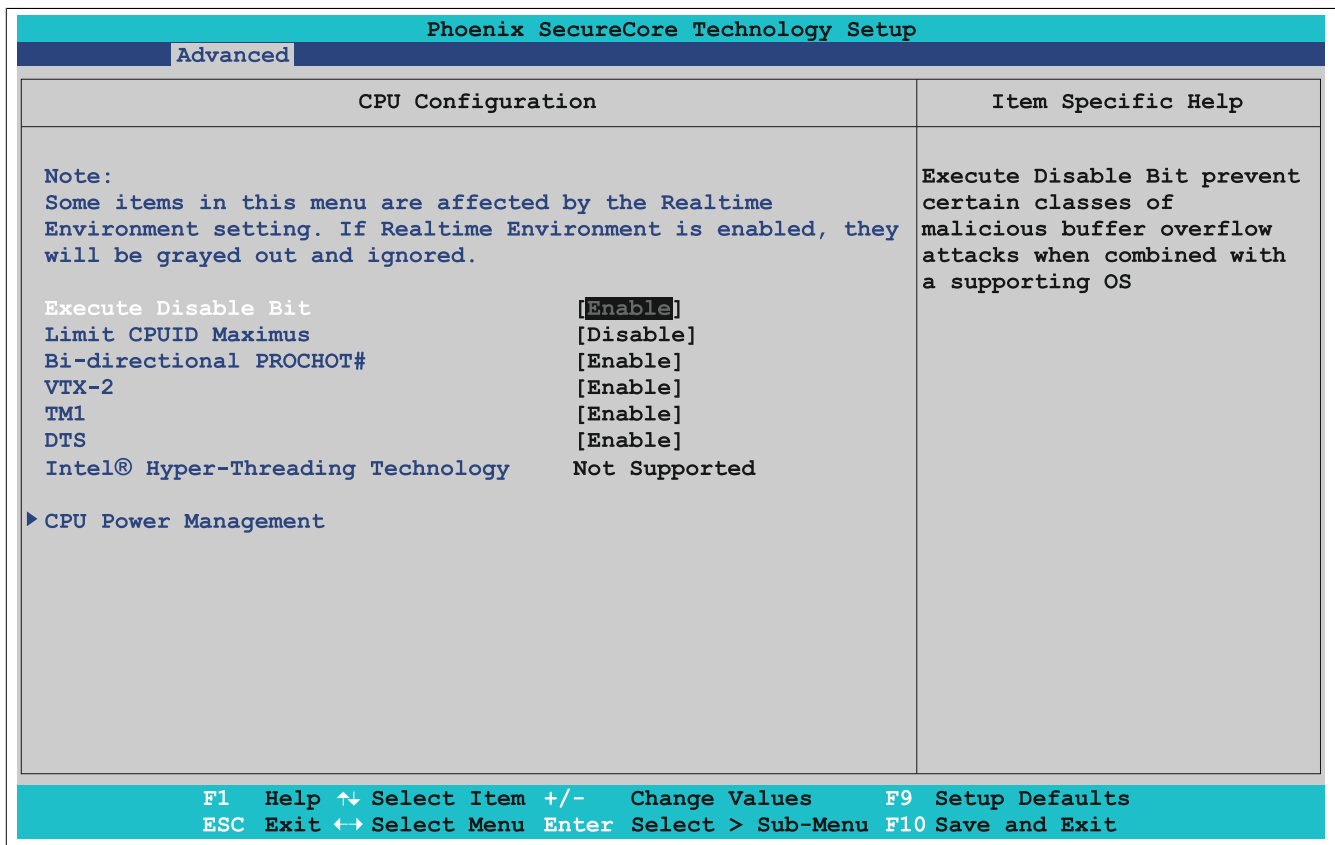 Phoenix SecureCore Technology Setup
Advanced
CPU Configuration
Item Specific Help
Note:
Some items in this menu are affected by the Realtime
Environment setting. If Realtime Environment is enabled, they
will be grayed out and ignored.
Execute Disable Bit [Enable]
Limit CPUID Maximus [Disable]
Bi-directional PROCHOT# [Enable]
VTX-2 [Enable]
TM1 [Enable]
DTS [Enable]
Intel® Hyper-Threading Technology Not Supported
CPU Power Management
Execute Disable Bit prevent
certain classes of
malicious buffer overflow
attacks when combined with
a supporting OS
F1 Help ↑↓ Select Item +/- Change Values F9 Setup Defaults
ESC Exit ←→ Select Menu Enter Select > Sub-Menu F10 Save and Exit